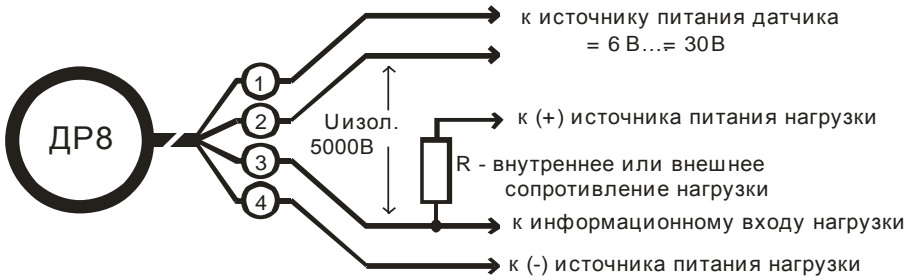 к источнику питания датчика
= 6 В...= 30В
ДР8
1
2
3
4
Uизол.
5000В
к (+) источника питания нагрузки
R - внутреннее или внешнее
сопротивление нагрузки
к информационному входу нагрузки
к (-) источника питания нагрузки